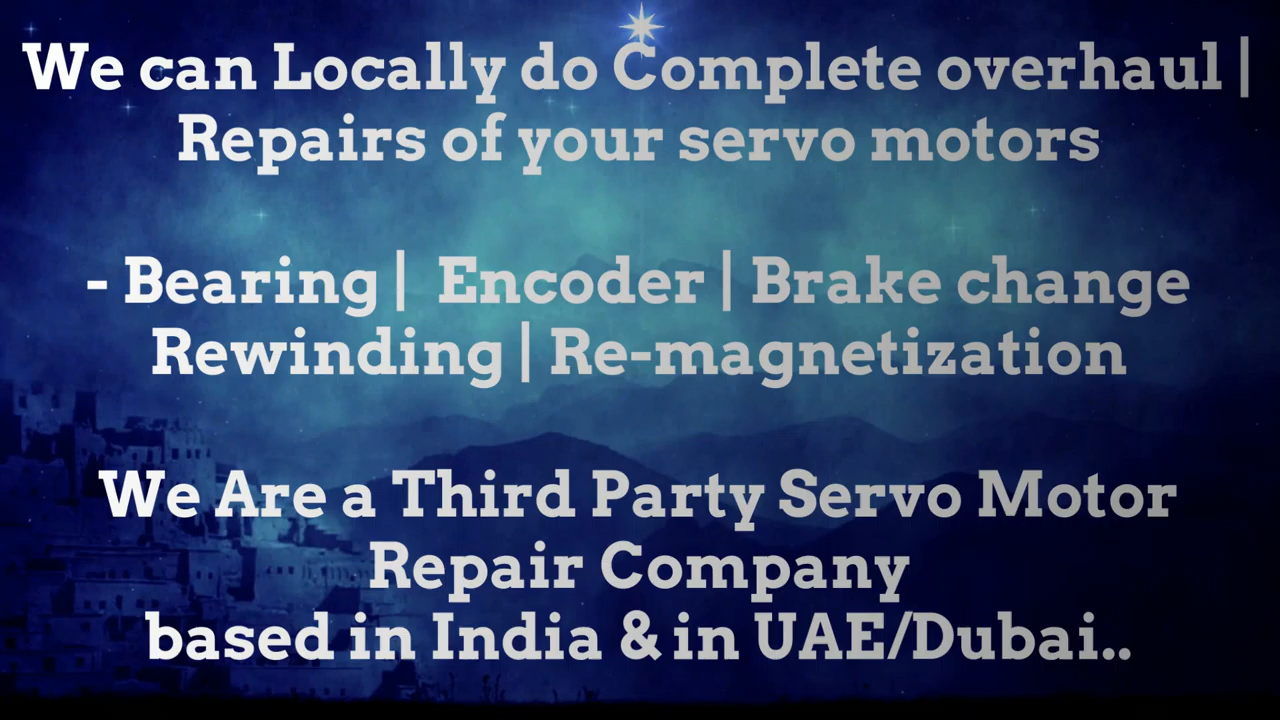 We can Locally do Complete overhaul |
Repairs of your servo motors
- Bearing | Encoder | Brake change
Rewinding | Re-magnetization
We Are a Third Party Servo Motor
Repair Company
based in India & in UAE/Dubai..